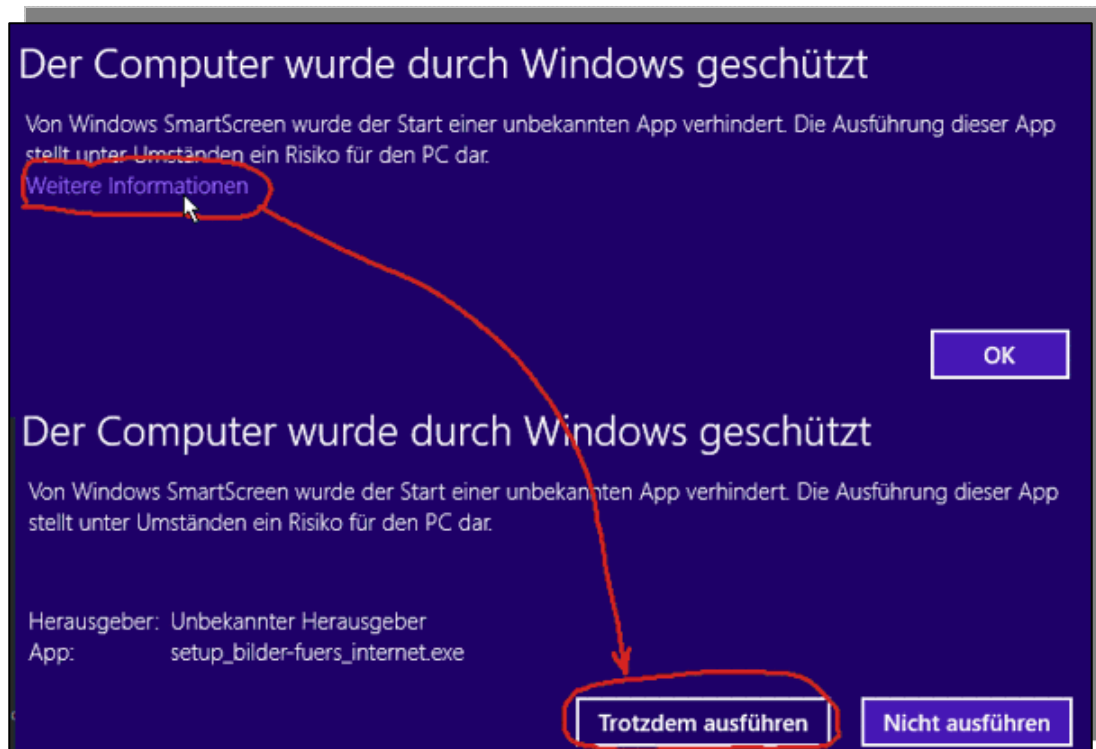 Der Computer wurde durch Windows geschützt
Von Windows SmartScreen wurde der Start einer unbekannten App verhindert. Die Ausführung dieser App
stellt unter Umständen ein Risiko für den PC dar.
Weitere Informationen
OK
Der Computer wurde durch Windows geschützt
Von Windows SmartScreen wurde der Start einer unbekannten App verhindert. Die Ausführung dieser App
stellt unter Umständen ein Risiko für den PC dar.
Herausgeber: Unbekannter Herausgeber
App: setup_bilder-fuers_internet.exe
Trotzdem ausführen Nicht ausführen